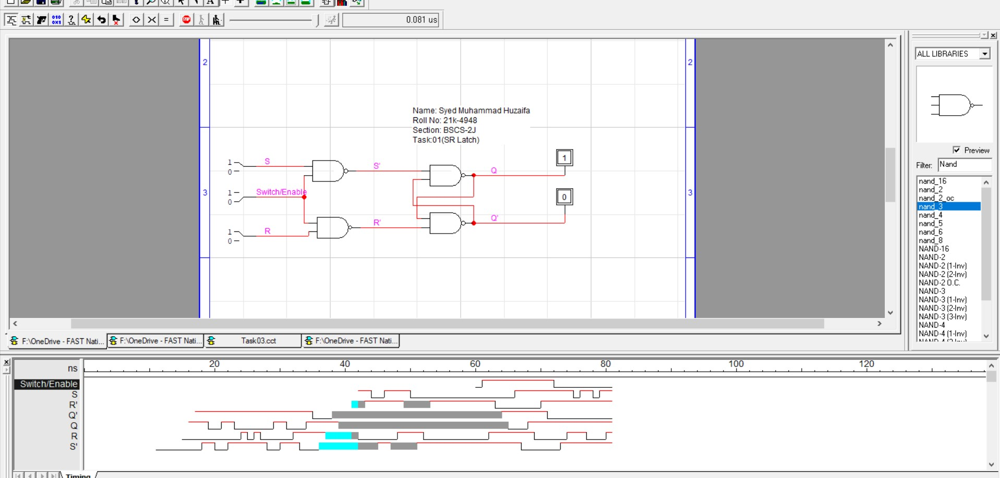 0.081 us
ALL LIBRARIES
Preview
Filter: Nand
nand_16
nand_2
nand_2_oc
nand_3
nand_4
nand_5
nand_6
nand_8
NAND-16
NAND-2
NAND-2 (1-Inv)
NAND-2 (2-Inv)
NAND-2 O.C.
NAND-3
NAND-3 (1-Inv)
NAND-3 (2-Inv)
NAND-3 (3-Inv)
NAND-4
NAND-4 (1-Inv)
2
2
Name: Syed Muhammad Huzaifa
Roll No: 21k-4948
Section: BSCS-2J
Task:01(SR Latch)
1
0
S
S'
Q
1
3
1
0
Switch/Enable
0
3
1
0
R
R'
Q'
F:\OneDrive - FAST Nati...
F:\OneDrive - FAST Nati...
Task03.cct
F:\OneDrive - FAST Nati...
ns
20 40 60 80 100 120
Switch/Enable
S
R'
Q'
Q
R
S'
Timing